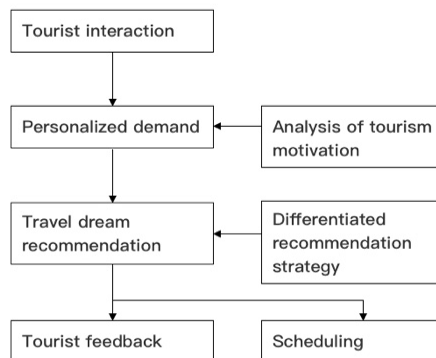 Tourist interaction
Personalized demand
Analysis of tourism
motivation
Travel dream
recommendation
Differentiated
recommendation
strategy
Tourist feedback
Scheduling